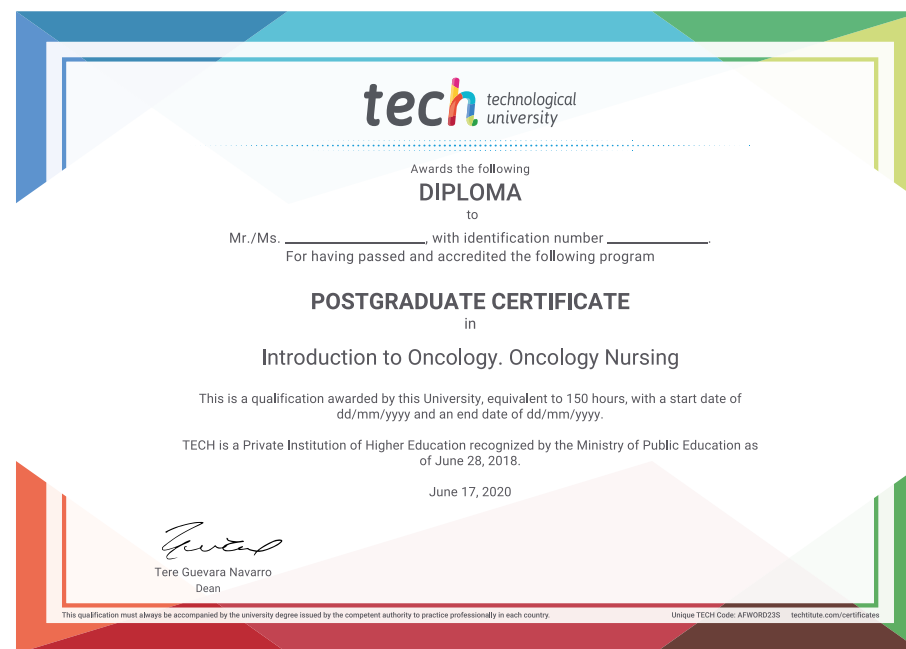 tech technological
university
Awards the following
DIPLOMA
to
Mr./Ms. ____________________, with identification number ______________.
For having passed and accredited the following program
POSTGRADUATE CERTIFICATE
in
Introduction to Oncology. Oncology Nursing
This is a qualification awarded by this University, equivalent to 150 hours, with a start date of
dd/mm/yyyy and an end date of dd/mm/yyyy.
TECH is a Private Institution of Higher Education recognized by the Ministry of Public Education as
of June 28, 2018.
June 17, 2020
Tere Guevara Navarro
Dean
This qualification must always be accompanied by the university degree issued by the competent authority to practice professionally in each country.
Unique TECH Code: AFWORD23S techtitute.com/certificates